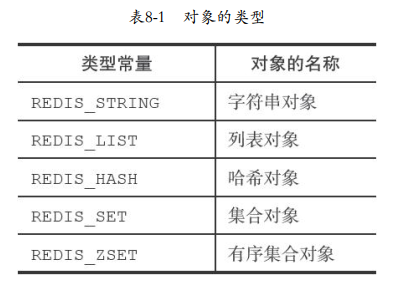 表8-1 对象的类型
类型常量 对象的名称
REDIS_STRING 字符串对象
REDIS_LIST 列表对象
REDIS_HASH 哈希对象
REDIS_SET 集合对象
REDIS_ZSET 有序集合对象